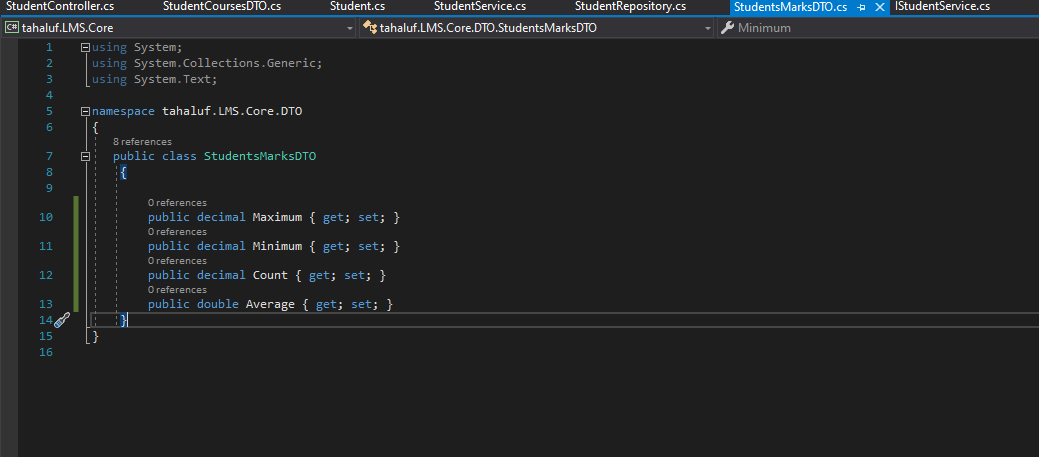 StudentController.cs StudentCoursesDTO.cs Student.cs StudentService.cs StudentRepository.cs StudentsMarksDTO.cs IStudentService.cs
C# tahaluf.LMS.Core tahaluf.LMS.Core.DTO.StudentsMarksDTO Minimum
1 using System;
2 using System.Collections.Generic;
3 using System.Text;
4
5 namespace tahaluf.LMS.Core.DTO
6 {
8 references
7 public class StudentsMarksDTO
8 {
9
0 references
10 public decimal Maximum { get; set; }
0 references
11 public decimal Minimum { get; set; }
0 references
12 public decimal Count { get; set; }
0 references
13 public double Average { get; set; }
14 }
15 }
16